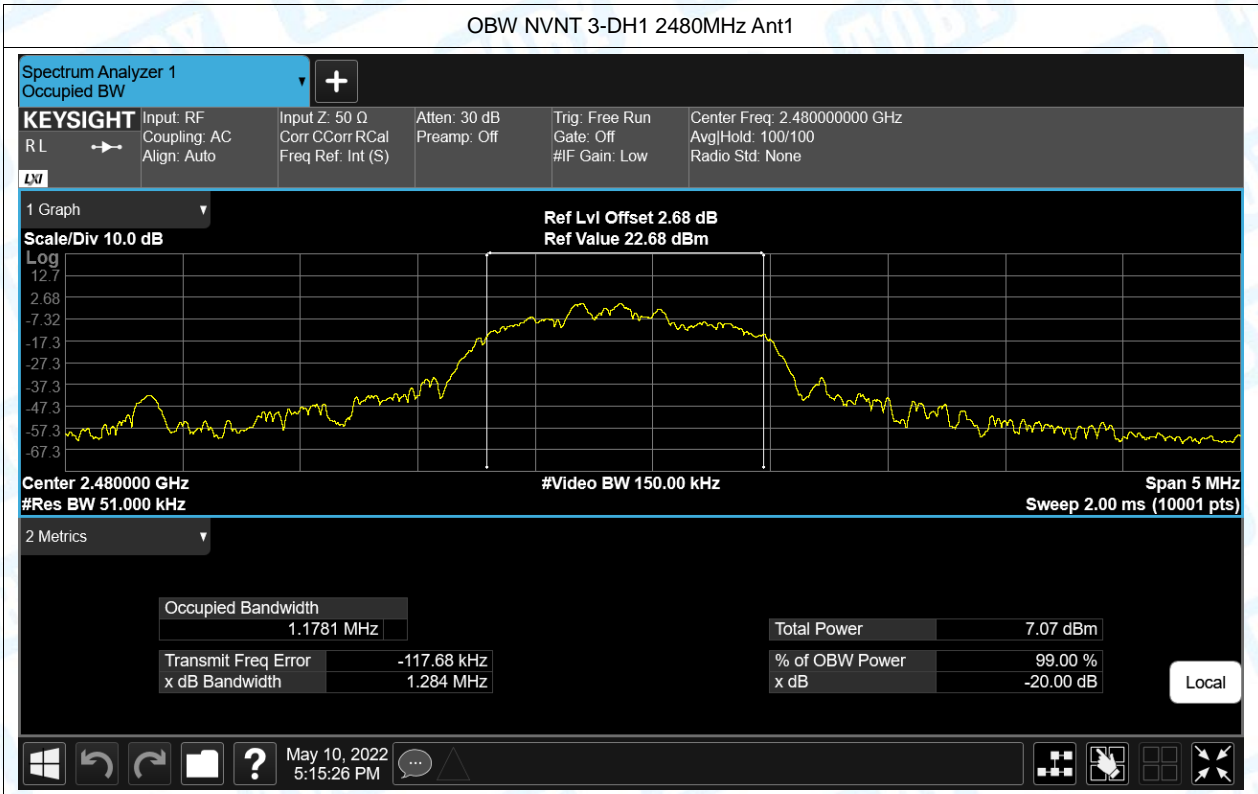 OBW NVNT 3-DH1 2480MHz Ant1
Spectrum Analyzer 1
Occupied BW
KEYSIGHT
RL
LXI
Input: RF
Coupling: AC
Align: Auto
Input Z: 50 Ω
Corr CCorr RCal
Freq Ref: Int (S)
Atten: 30 dB
Preamp: Off
Trig: Free Run
Gate: Off
#IF Gain: Low
Center Freq: 2.480000000 GHz
Avg|Hold: 100/100
Radio Std: None
1 Graph
Scale/Div 10.0 dB
Ref Lvl Offset 2.68 dB
Ref Value 22.68 dBm
Log
12.7
2.68
-7.32
-17.3
-27.3
-37.3
-47.3
-57.3
-67.3
Center 2.480000 GHz
#Video BW 150.00 kHz
Span 5 MHz
#Res BW 51.000 kHz
Sweep 2.00 ms (10001 pts)
2 Metrics
Occupied Bandwidth
1.1781 MHz
Total Power 7.07 dBm
Transmit Freq Error -117.68 kHz
% of OBW Power 99.00 %
x dB Bandwidth 1.284 MHz
x dB -20.00 dB
Local
?
May 10, 2022
5:15:26 PM